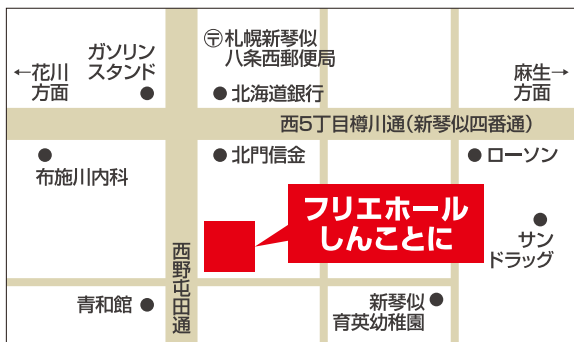 〒札幌新琴似
八条西郵便局
ガソリン
スタンド
←花川
方面
麻生→
方面
北海道銀行
西5丁目樽川通(新琴似四番通)
布施川内科
北門信金
ローソン
フリエホール
しんことに
サン
ドラッグ
西野屯田通
青和館
新琴似
育英幼稚園